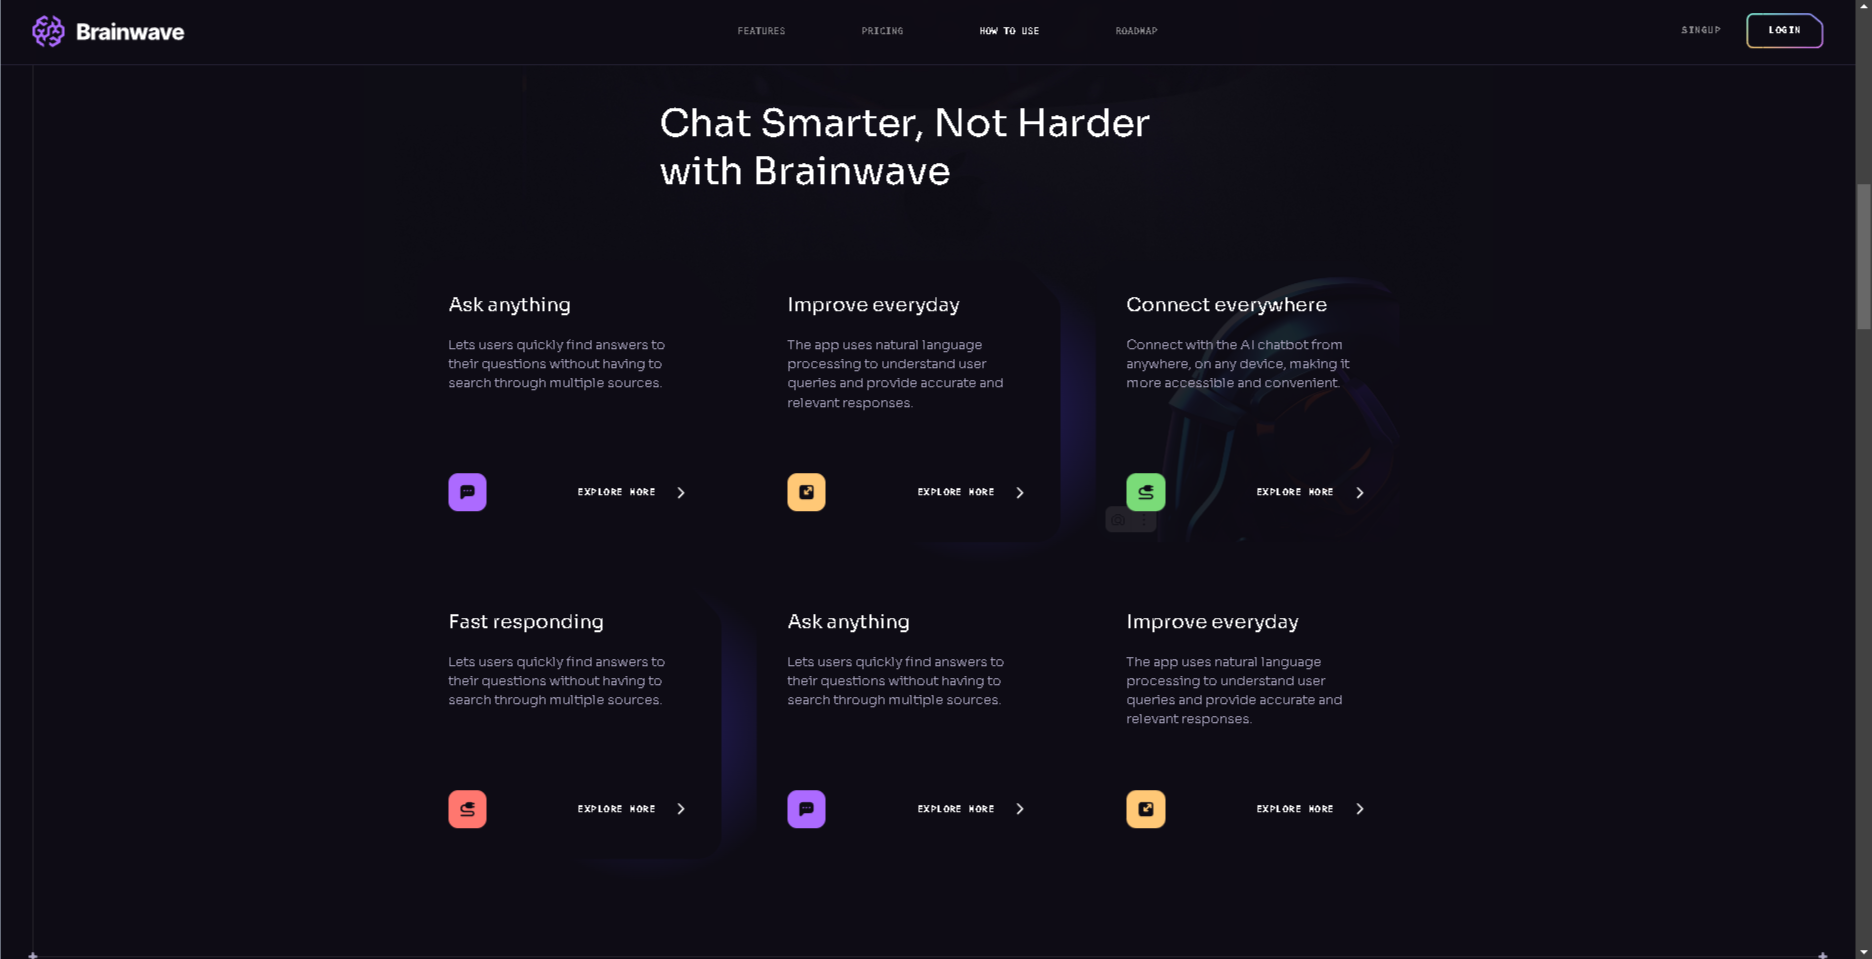 Brainwave
FEATURES
PRICING
HOW TO USE
ROADMAP
SINGUP
LOGIN
Chat Smarter, Not Harder
with Brainwave
Ask anything
Lets users quickly find answers to
their questions without having to
search through multiple sources.
EXPLORE MORE
Improve everyday
The app uses natural language
processing to understand user
queries and provide accurate and
relevant responses.
EXPLORE MORE
Connect everywhere
Connect with the AI chatbot from
anywhere, on any device, making it
more accessible and convenient.
EXPLORE MORE
Fast responding
Lets users quickly find answers to
their questions without having to
search through multiple sources.
EXPLORE MORE
Ask anything
Lets users quickly find answers to
their questions without having to
search through multiple sources.
EXPLORE MORE
Improve everyday
The app uses natural language
processing to understand user
queries and provide accurate and
relevant responses.
EXPLORE MORE